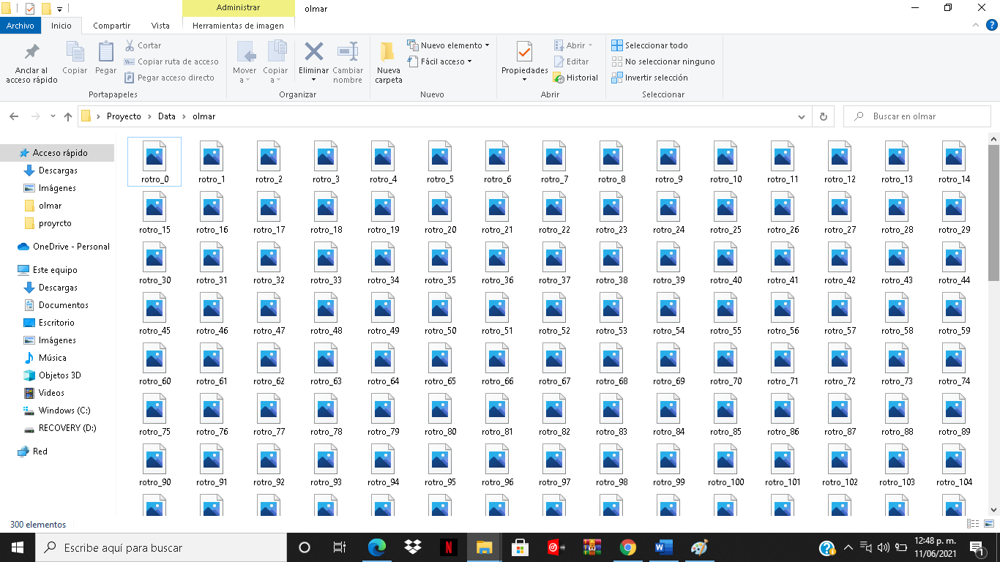 Administrar
olmar
Archivo
Inicio
Compartir
Vista
Herramientas de imagen
Anclar al
acceso rápido
Copiar
Pegar
Cortar
Copiar ruta de acceso
Pegar acceso directo
Portapapeles
Mover
a
Copiar
a
Eliminar
Cambiar
nombre
Organizar
Nueva
carpeta
Nuevo elemento
Fácil acceso
Nuevo
Propiedades
Abrir
Editar
Historial
Abrir
Seleccionar todo
No seleccionar ninguno
Invertir selección
Seleccionar
Proyecto > Data > olmar
Buscar en olmar
Acceso rápido
Descargas
Imágenes
olmar
proyrcto
OneDrive - Personal
Este equipo
Descargas
Documentos
Escritorio
Imágenes
Música
Objetos 3D
Videos
Windows (C:)
RECOVERY (D:)
Red
rotro_0 rotro_1 rotro_2 rotro_3 rotro_4 rotro_5 rotro_6 rotro_7 rotro_8 rotro_9 rotro_10 rotro_11 rotro_12 rotro_13 rotro_14
rotro_15 rotro_16 rotro_17 rotro_18 rotro_19 rotro_20 rotro_21 rotro_22 rotro_23 rotro_24 rotro_25 rotro_26 rotro_27 rotro_28 rotro_29
rotro_30 rotro_31 rotro_32 rotro_33 rotro_34 rotro_35 rotro_36 rotro_37 rotro_38 rotro_39 rotro_40 rotro_41 rotro_42 rotro_43 rotro_44
rotro_45 rotro_46 rotro_47 rotro_48 rotro_49 rotro_50 rotro_51 rotro_52 rotro_53 rotro_54 rotro_55 rotro_56 rotro_57 rotro_58 rotro_59
rotro_60 rotro_61 rotro_62 rotro_63 rotro_64 rotro_65 rotro_66 rotro_67 rotro_68 rotro_69 rotro_70 rotro_71 rotro_72 rotro_73 rotro_74
rotro_75 rotro_76 rotro_77 rotro_78 rotro_79 rotro_80 rotro_81 rotro_82 rotro_83 rotro_84 rotro_85 rotro_86 rotro_87 rotro_88 rotro_89
rotro_90 rotro_91 rotro_92 rotro_93 rotro_94 rotro_95 rotro_96 rotro_97 rotro_98 rotro_99 rotro_100 rotro_101 rotro_102 rotro_103 rotro_104
300 elementos
Escribe aquí para buscar
12:48 p. m.
11/06/2021
1